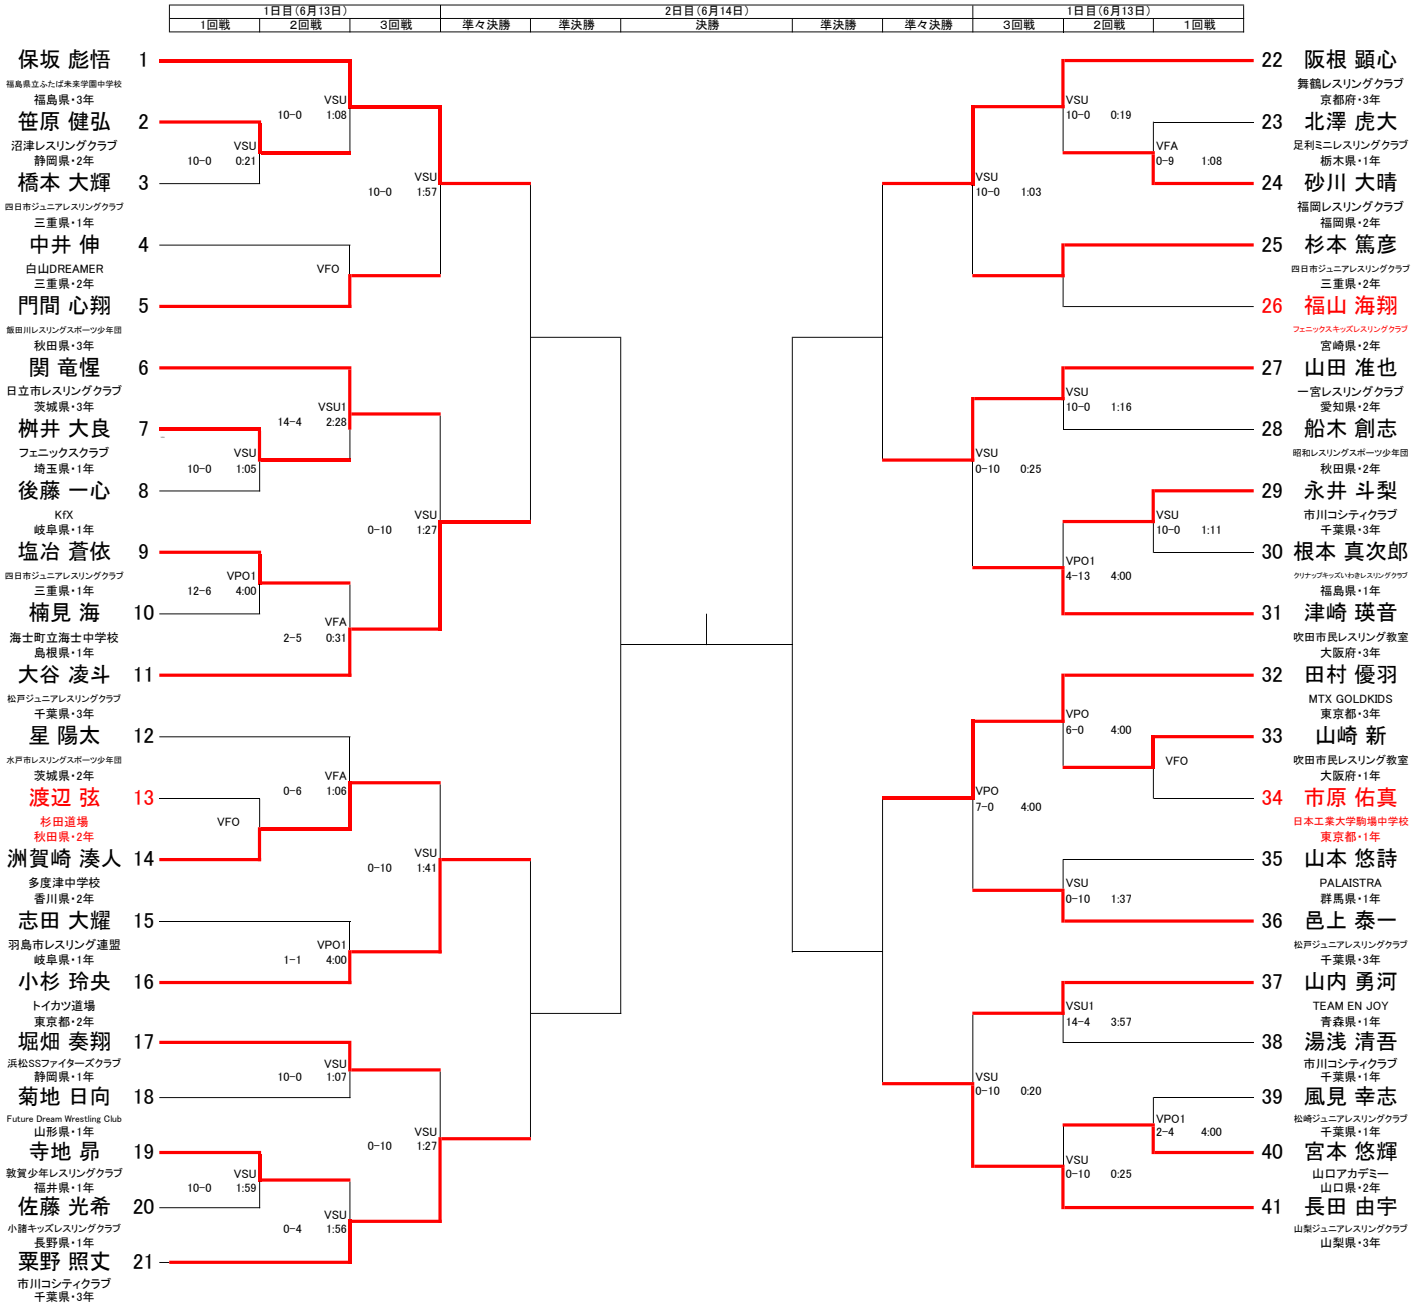 1日目(6月13日) 2日目(6月14日) 1日目(6月13日)
1回戦 2回戦 3回戦 準々決勝 準決勝 決勝 準決勝 準々決勝 3回戦 2回戦 1回戦
保坂 彪悟 1
福島県立ふたば未来学園中学校
福島県・3年
10-0 VSU 1:08
笹原 健弘 2
沼津レスリングクラブ
静岡県・2年
10-0 VSU 0:21
橋本 大輝 3
四日市ジュニアレスリングクラブ
三重県・1年
10-0 VSU 1:57
中井 伸 4
白山DREAMER
三重県・2年
VFO
門間 心翔 5
飯田川レスリングスポーツ少年団
秋田県・3年
関 竜惺 6
日立市レスリングクラブ
茨城県・3年
14-4 VSU1 2:28
桝井 大良 7
フェニックスクラブ
埼玉県・1年
10-0 VSU 1:05
後藤 一心 8
KfX
岐阜県・1年
0-10 VSU 1:27
塩冶 蒼依 9
四日市ジュニアレスリングクラブ
三重県・1年
12-6 VPO1 4:00
楠見 海 10
海士町立海士中学校
島根県・1年
2-5 VFA 0:31
大谷 凌斗 11
松戸ジュニアレスリングクラブ
千葉県・3年
星 陽太 12
水戸市レスリングスポーツ少年団
茨城県・2年
0-6 VFA 1:06
渡辺 弦 13
杉田道場
秋田県・2年
VFO
洲賀崎 湊人 14
多度津中学校
香川県・2年
0-10 VSU 1:41
志田 大耀 15
羽島市レスリング連盟
岐阜県・1年
1-1 VPO1 4:00
小杉 玲央 16
トイカツ道場
東京都・2年
堀畑 奏翔 17
浜松SSファイターズクラブ
静岡県・1年
10-0 VSU 1:07
菊地 日向 18
Future Dream Wrestling Club
山形県・1年
0-10 VSU 1:27
寺地 昴 19
敦賀少年レスリングクラブ
福井県・1年
10-0 VSU 1:59
佐藤 光希 20
小諸キッズレスリングクラブ
長野県・1年
0-4 VSU 1:56
粟野 照丈 21
市川コシティクラブ
千葉県・3年
22 阪根 顕心
舞鶴レスリングクラブ
京都府・3年
VSU 10-0 0:19
23 北澤 虎大
足利ミニレスリングクラブ
栃木県・1年
VFA 0-9 1:08
24 砂川 大晴
福岡レスリングクラブ
福岡県・2年
VSU 10-0 1:03
25 杉本 篤彦
四日市ジュニアレスリングクラブ
三重県・2年
26 福山 海翔
フェニックスキッズレスリングクラブ
宮崎県・2年
27 山田 准也
一宮レスリングクラブ
愛知県・2年
VSU 10-0 1:16
28 船木 創志
昭和レスリングスポーツ少年団
秋田県・2年
VSU 0-10 0:25
29 永井 斗梨
市川コシティクラブ
千葉県・3年
VSU 10-0 1:11
30 根本 真次郎
クリナップキッズいわきレスリングクラブ
福島県・1年
VPO1 4-13 4:00
31 津崎 瑛音
吹田市民レスリング教室
大阪府・3年
32 田村 優羽
MTX GOLDKIDS
東京都・3年
VPO 6-0 4:00
33 山崎 新
吹田市民レスリング教室
大阪府・1年
VFO
34 市原 佑真
日本工業大学駒場中学校
東京都・1年
VPO 7-0 4:00
35 山本 悠詩
PALAISTRA
群馬県・1年
VSU 0-10 1:37
36 邑上 泰一
松戸ジュニアレスリングクラブ
千葉県・3年
37 山内 勇河
TEAM EN JOY
青森県・1年
VSU1 14-4 3:57
38 湯浅 清吾
市川コシティクラブ
千葉県・1年
VSU 0-10 0:20
39 風見 幸志
松崎ジュニアレスリングクラブ
千葉県・1年
VPO1 2-4 4:00
40 宮本 悠輝
山口アカデミー
山口県・2年
VSU 0-10 0:25
41 長田 由宇
山梨ジュニアレスリングクラブ
山梨県・3年